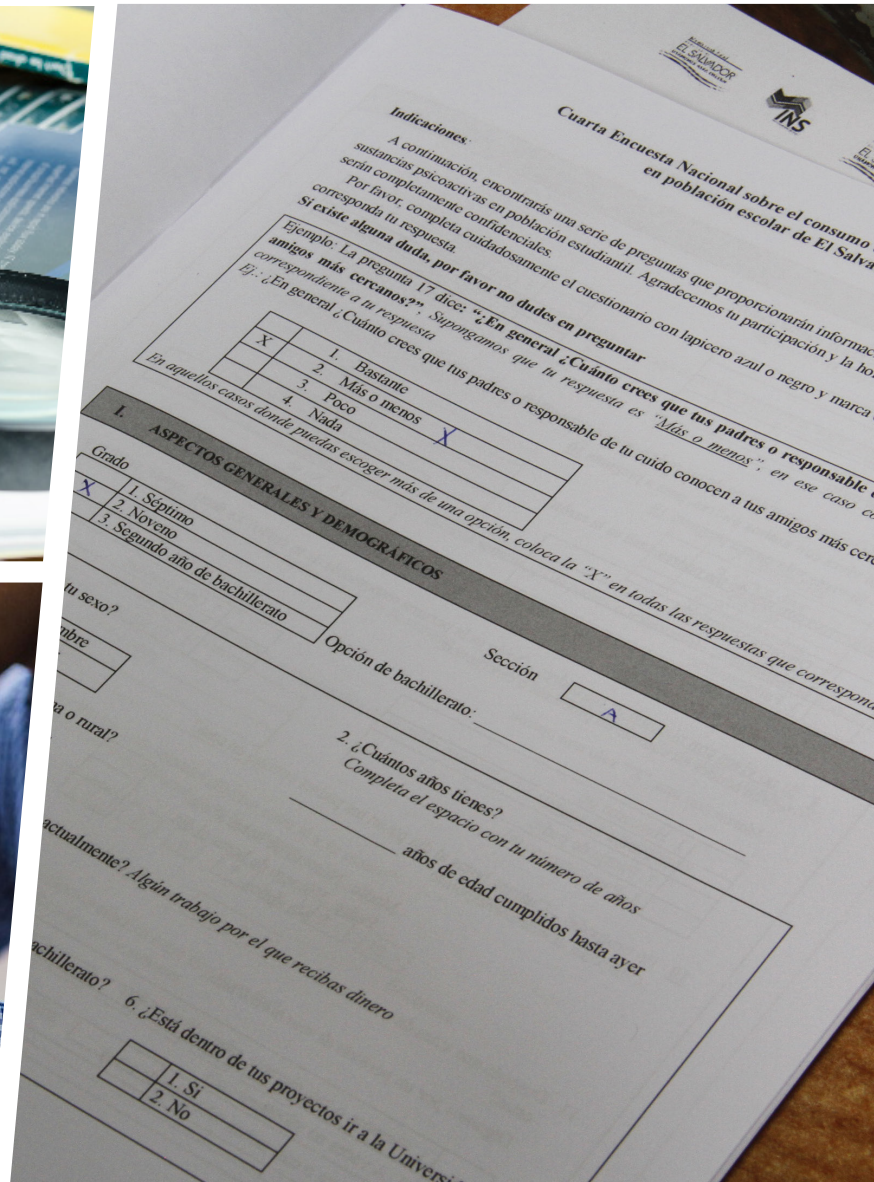 EL SALVADOR
INS
EL
Cuarta Encuesta Nacional sobre el consumo
en población escolar de El Salva
Indicaciones:
A continuación, encontrarás una serie de preguntas que proporcionarán informac
sustancias psicoactivas en población estudiantil. Agradecemos tu participación y la ho
serán completamente confidenciales.
Por favor, completa cuidadosamente el cuestionario con lapicero azul o negro y marca
corresponda tu respuesta.
Si existe alguna duda, por favor no dudes en preguntar
Ejemplo: La pregunta 17 dice: “¿En general ¿Cuánto crees que tus padres o responsable
amigos más cercanos?”, Supongamos que tu respuesta es “Más o menos”, en ese caso co
correspondiente a tu respuesta
Ej.: ¿En general ¿Cuánto crees que tus padres o responsable de tu cuido conocen a tus amigos más cerc
1. Bastante
X 2. Más o menos X
3. Poco
4. Nada
En aquellos casos donde puedas escoger más de una opción, coloca la “X” en todas las respuestas que correspond
I. ASPECTOS GENERALES Y DEMOGRÁFICOS
Grado
X 1. Séptimo
2. Noveno
3. Segundo año de bachillerato
Opción de bachillerato:
Sección
A
tu sexo?
mbre
2. ¿Cuántos años tienes?
Completa el espacio con tu número de años
años de edad cumplidos hasta ayer
a o rural?
actualmente? Algún trabajo por el que recibas dinero
achillerato?
6. ¿Está dentro de tus proyectos ir a la Universi
1. Si
2. No